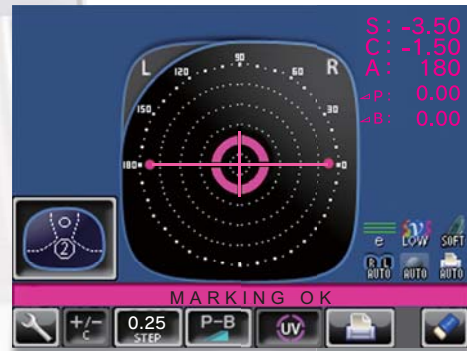 S: -3.50
C: -1.50
A: 180
P: 0.00
B: 0.00
L
R
120
90
60
150
30
180
0
2
e
LOW
SOFT
R L
AUTO
AUTO
AUTO
MARKING OK
+/-
C
0.25
STEP
P-B
UV